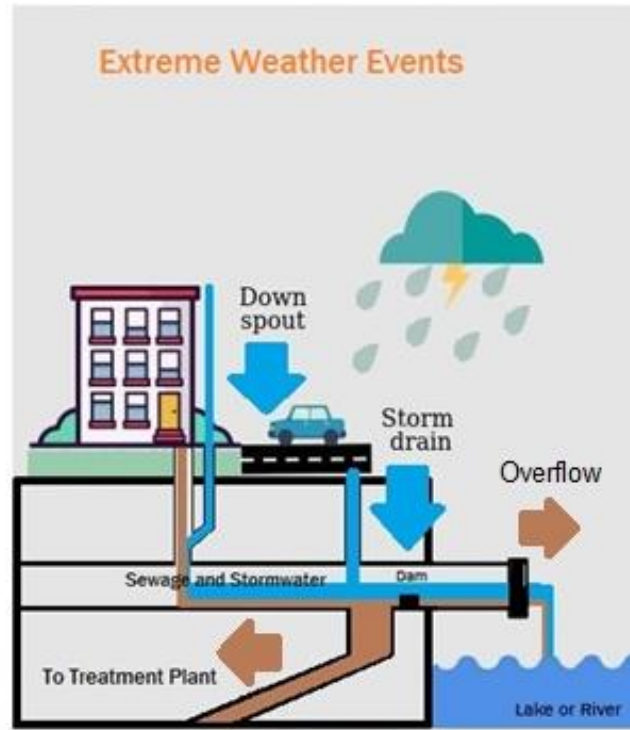 Extreme Weather Events
Down
spout
Storm
drain
Overflow
Sewage and Stormwater
Dam
To Treatment Plant
Lake or River